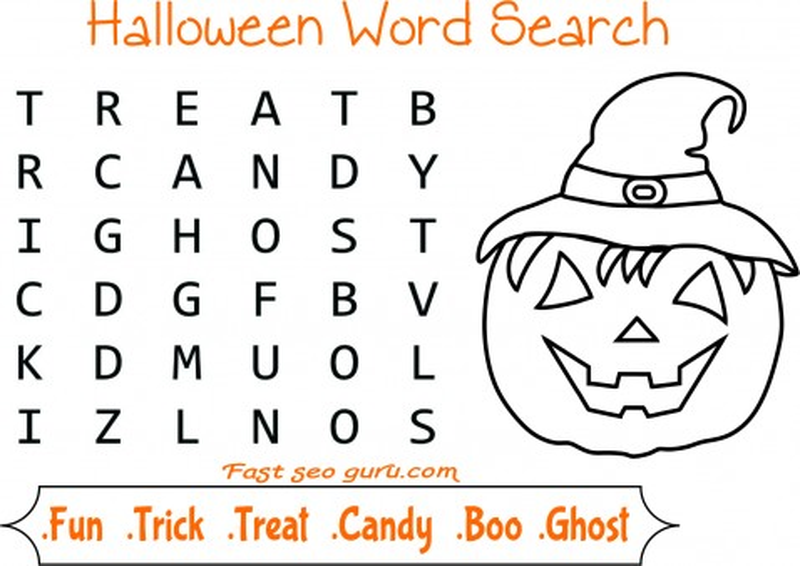 Halloween Word Search
T R E A T B
R C A N D Y
I G H O S T
C D G F B V
K D M U O L
I Z L N O S
Fast seo guru.com
.Fun .Trick .Treat .Candy .Boo .Ghost